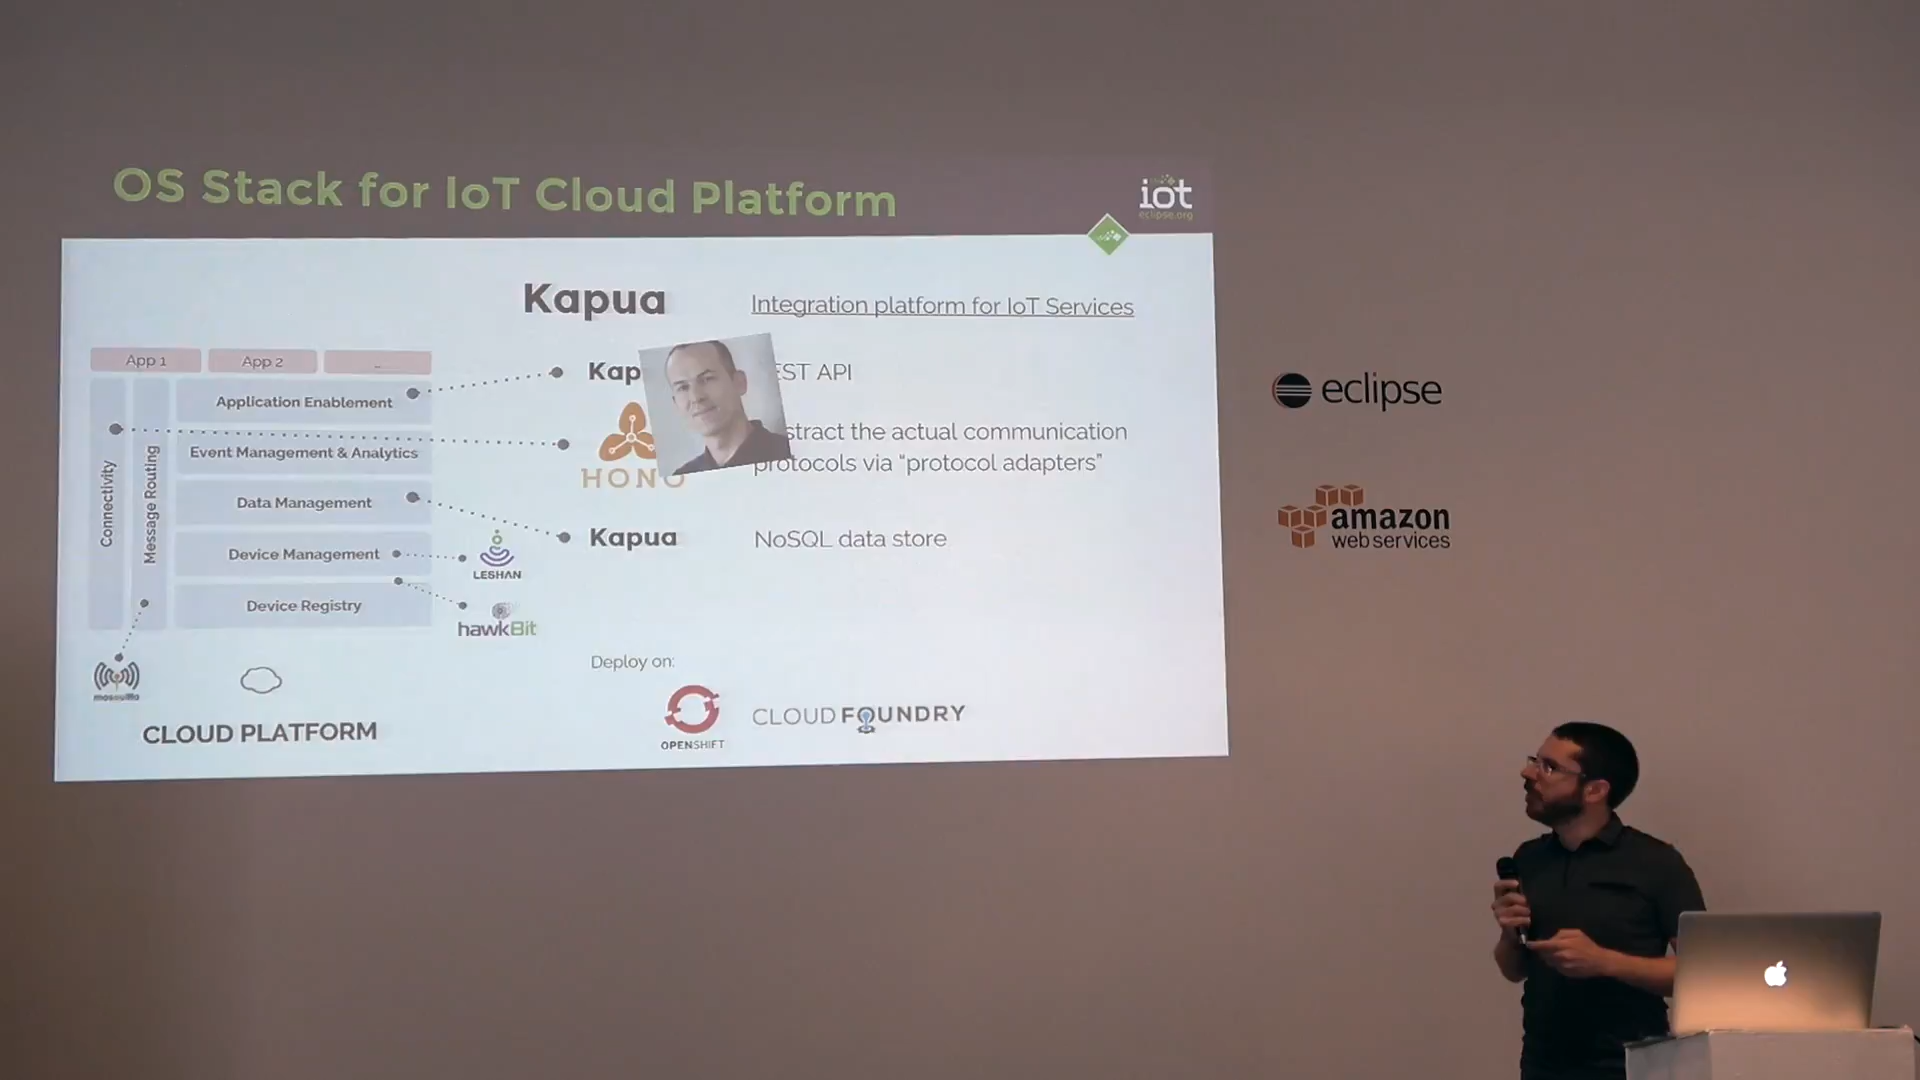 OS Stack for IoT Cloud Platform
iot
eclipse.org
Kapua
Integration platform for IoT Services
App 1
App 2
...
Kap
EST API
Application Enablement
stract the actual communication
protocols via “protocol adapters”
HONO
Event Management & Analytics
Connectivity
Message Routing
Data Management
Kapua
NoSQL data store
Device Management
LESHAN
Device Registry
hawkBit
Deploy on:
mosquitto
OPENSHIFT
CLOUD FOUNDRY
CLOUD PLATFORM
eclipse
amazon
web services